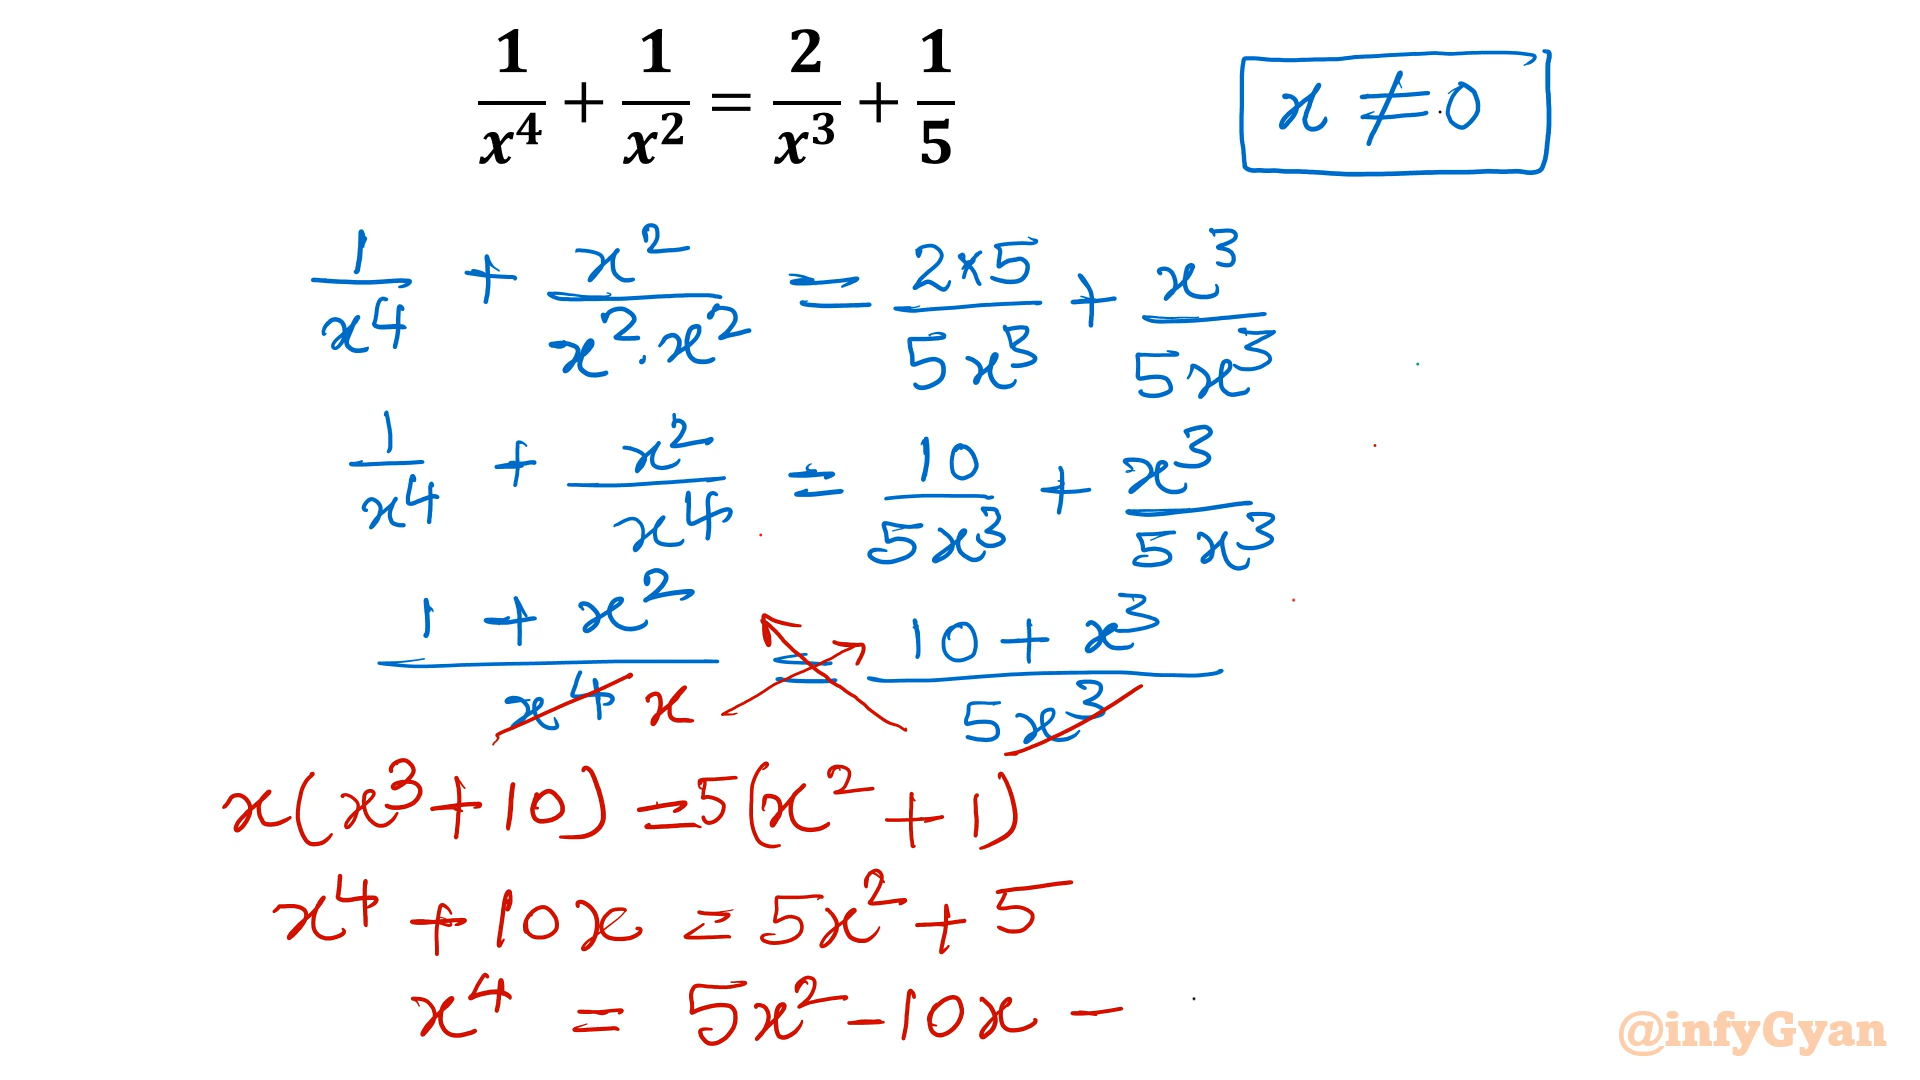 1/x⁴ + 1/x² = 2/x³ + 1/5
x ≠ 0
1/x⁴ + x²/(x²·x²) = (2×5)/(5x³) + x³/(5x³)
1/x⁴ + x²/x⁴ = 10/(5x³) + x³/(5x³)
(1 + x²)/x⁴ x = (10 + x³)/(5x³)
x(x³+10) = 5(x²+1)
x⁴ + 10x = 5x² + 5
x⁴ = 5x² − 10x −
@infyGyan